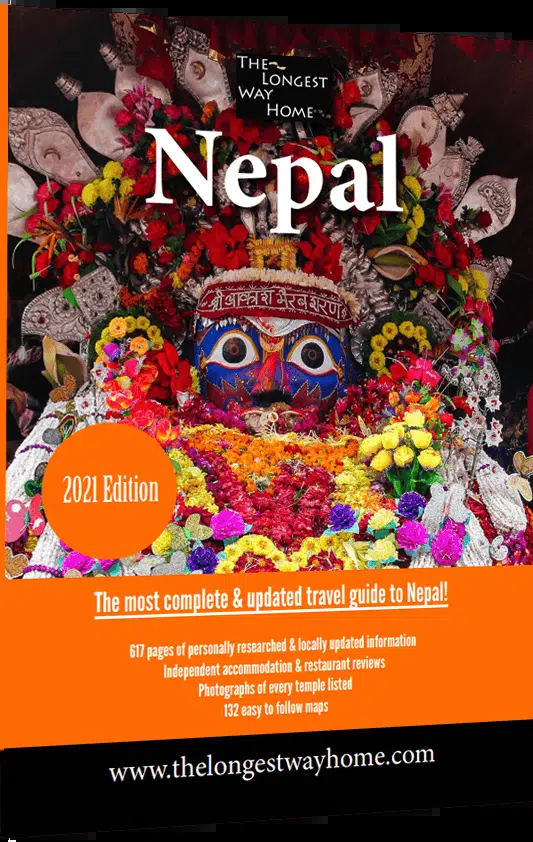 THE
LONGEST
WAY
HOME
Nepal
श्री
2021 Edition
The most complete & updated travel guide to Nepal!
617 pages of personally researched & locally updated information
Independent accommodation & restaurant reviews
Photographs of every temple listed
132 easy to follow maps
www.thelongestwayhome.com